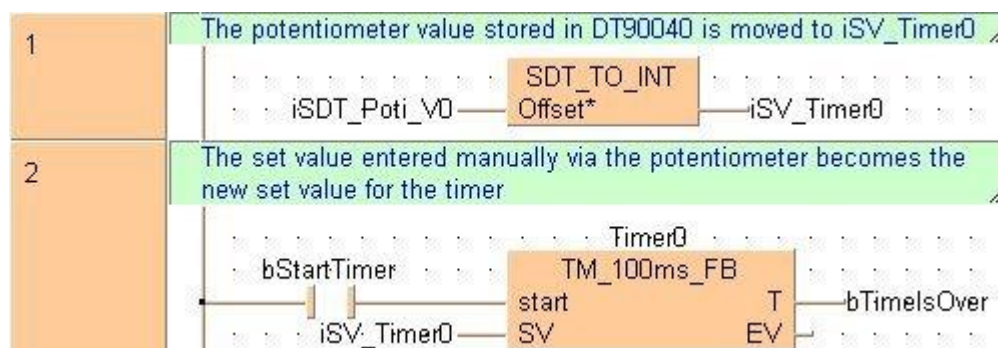 1
The potentiometer value stored in DT90040 is moved to iSV_Timer0
SDT_TO_INT
iSDT_Poti_V0 Offset* iSV_Timer0
2
The set value entered manually via the potentiometer becomes the
new set value for the timer
Timer0
bStartTimer TM_100ms_FB
start T bTimeIsOver
iSV_Timer0 SV EV